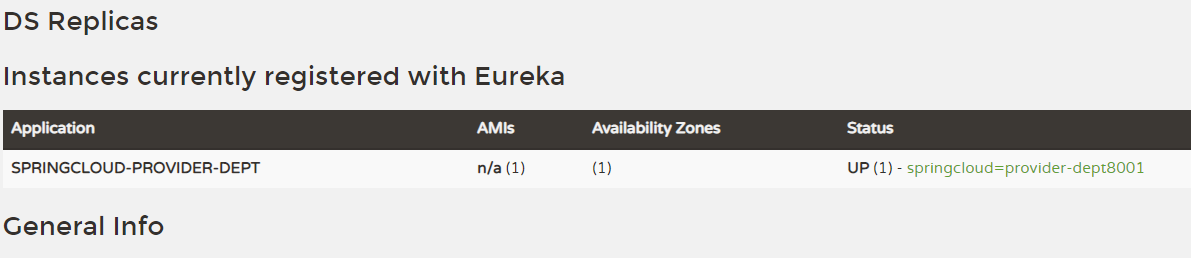 DS Replicas
Instances currently registered with Eureka
Application AMIs Availability Zones Status
SPRINGCLOUD-PROVIDER-DEPT n/a (1) (1) UP (1) - springcloud=provider-dept8001
General Info